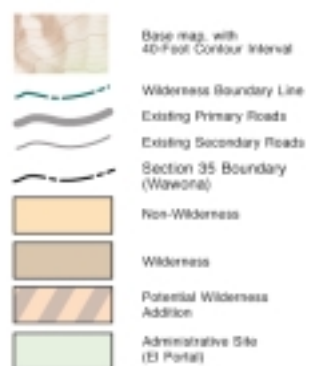 Base map, with
40-Foot Contour Interval
Wilderness Boundary Line
Existing Primary Roads
Existing Secondary Roads
Section 35 Boundary
(Wawona)
Non-Wilderness
Wilderness
Potential Wilderness
Addition
Administrative Site
(El Portal)